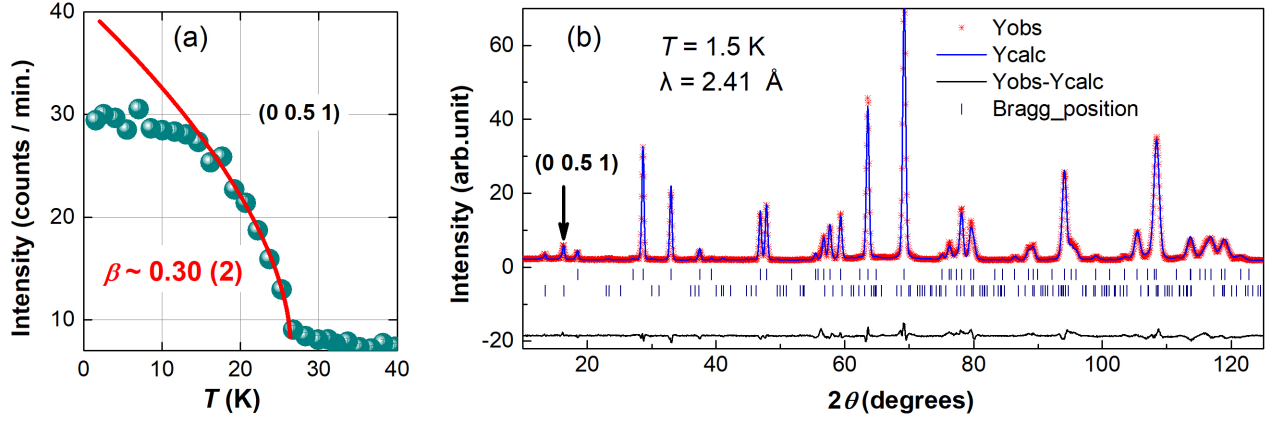 40
30
20
10
0
10
20
30
40
Intensity (counts / min.)
T (K)
(a)
(0 0.5 1)
β ~ 0.30 (2)
60
40
20
0
-20
20
40
60
80
100
120
Intensity (arb.unit)
2θ (degrees)
(b)
T = 1.5 K
λ = 2.41 Å
(0 0.5 1)
Yobs
Ycalc
Yobs-Ycalc
Bragg_position